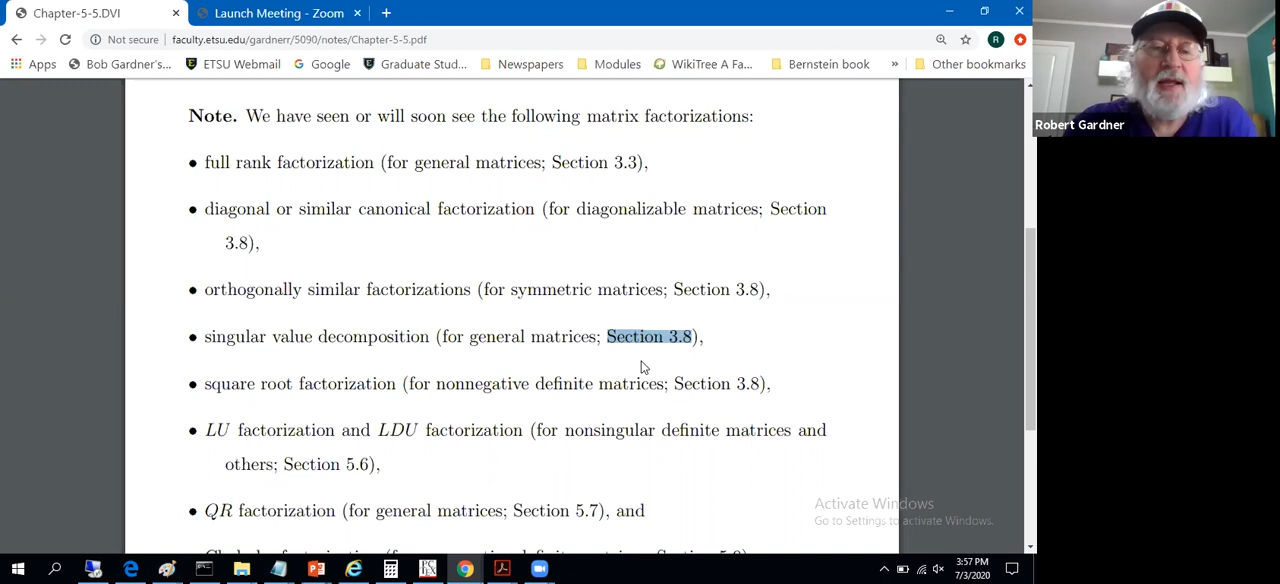 Chapter-5-5.DVI
Launch Meeting - Zoom
Not secure | faculty.etsu.edu/gardnerr/5090/notes/Chapter-5-5.pdf
R
Apps Bob Gardner's... ETSU Webmail Google Graduate Stud... Newspapers Modules WikiTree A Fa... Bernstein book » Other bookmarks
Robert Gardner
Note. We have seen or will soon see the following matrix factorizations:
• full rank factorization (for general matrices; Section 3.3),
• diagonal or similar canonical factorization (for diagonalizable matrices; Section
3.8),
• orthogonally similar factorizations (for symmetric matrices; Section 3.8),
• singular value decomposition (for general matrices; Section 3.8),
• square root factorization (for nonnegative definite matrices; Section 3.8),
• LU factorization and LDU factorization (for nonsingular definite matrices and
others; Section 5.6),
• QR factorization (for general matrices; Section 5.7), and
Activate Windows
Go to Settings to activate Windows.
3:57 PM
7/3/2020